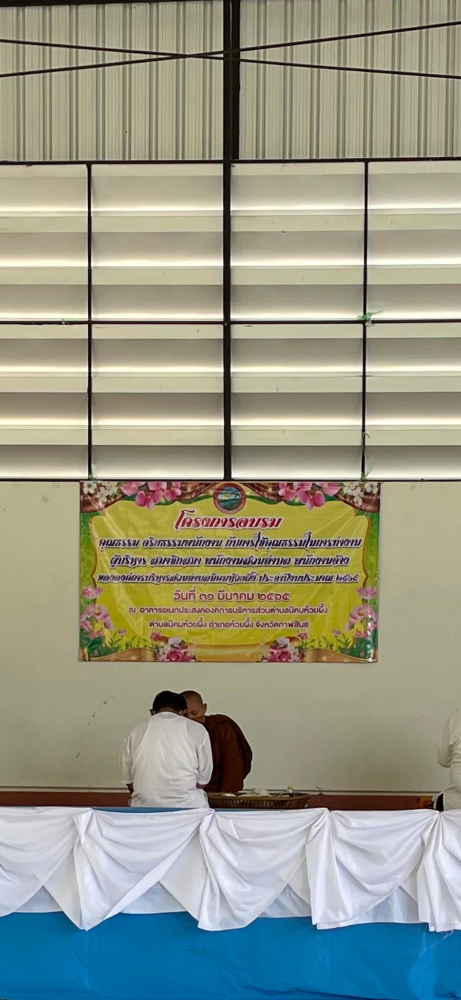 โครงการอบรม
คุณธรรม จริยธรรมพนักงาน กับการใช้คุณธรรมในการทำงาน
ผู้บริหาร สมาชิกสภา พนักงานส่วนตำบล พนักงานจ้าง
ขององค์การบริหารส่วนตำบลนิคมห้วยผึ้ง ประจำปีงบประมาณ ๒๕๖๕
วันที่ ๓๑ มีนาคม ๒๕๖๕
ณ อาคารอเนกประสงค์องค์การบริหารส่วนตำบลนิคมห้วยผึ้ง
ตำบลนิคมห้วยผึ้ง อำเภอห้วยผึ้ง จังหวัดกาฬสินธุ์